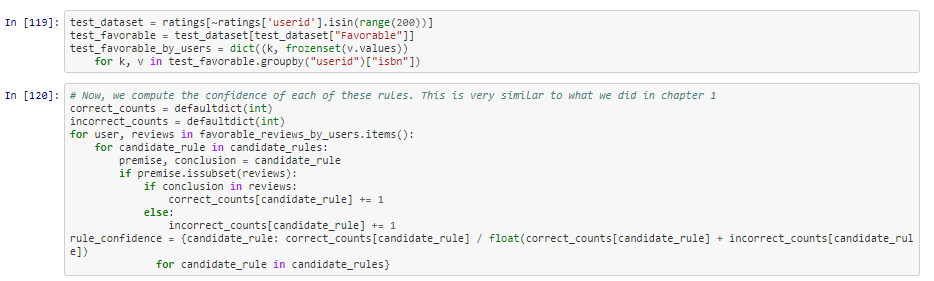 In [119]: test_dataset = ratings[~ratings['userid'].isin(range(200))]
test_favorable = test_dataset[test_dataset["Favorable"]]
test_favorable_by_users = dict((k, frozenset(v.values))
    for k, v in test_favorable.groupby("userid")["isbn"])
In [120]: # Now, we compute the confidence of each of these rules. This is very similar to what we did in chapter 1
correct_counts = defaultdict(int)
incorrect_counts = defaultdict(int)
for user, reviews in favorable_reviews_by_users.items():
    for candidate_rule in candidate_rules:
        premise, conclusion = candidate_rule
        if premise.issubset(reviews):
            if conclusion in reviews:
                correct_counts[candidate_rule] += 1
            else:
                incorrect_counts[candidate_rule] += 1
rule_confidence = {candidate_rule: correct_counts[candidate_rule] / float(correct_counts[candidate_rule] + incorrect_counts[candidate_rul
e])
              for candidate_rule in candidate_rules}